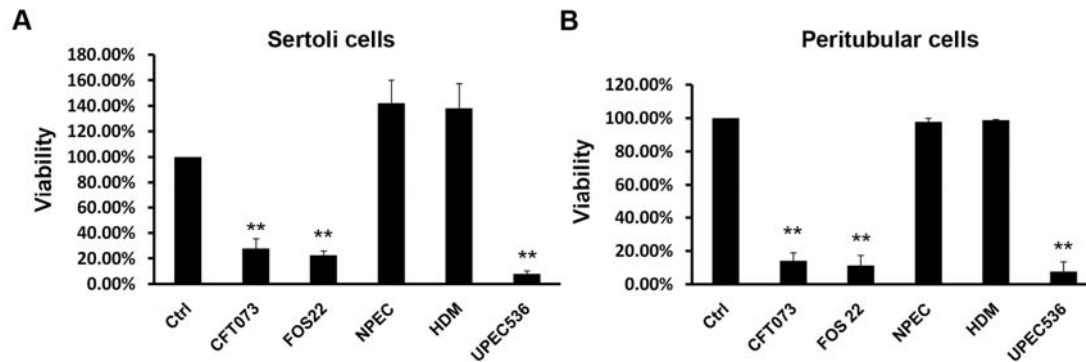 A
Sertoli cells
Viability
180.00%
160.00%
140.00%
120.00%
100.00%
80.00%
60.00%
40.00%
20.00%
0.00%
**
**
**
Ctrl
CFT073
FOS22
NPEC
HDM
UPEC536
B
Peritubular cells
Viability
120.00%
100.00%
80.00%
60.00%
40.00%
20.00%
0.00%
**
**
**
Ctrl
CFT073
FOS 22
NPEC
HDM
UPEC536